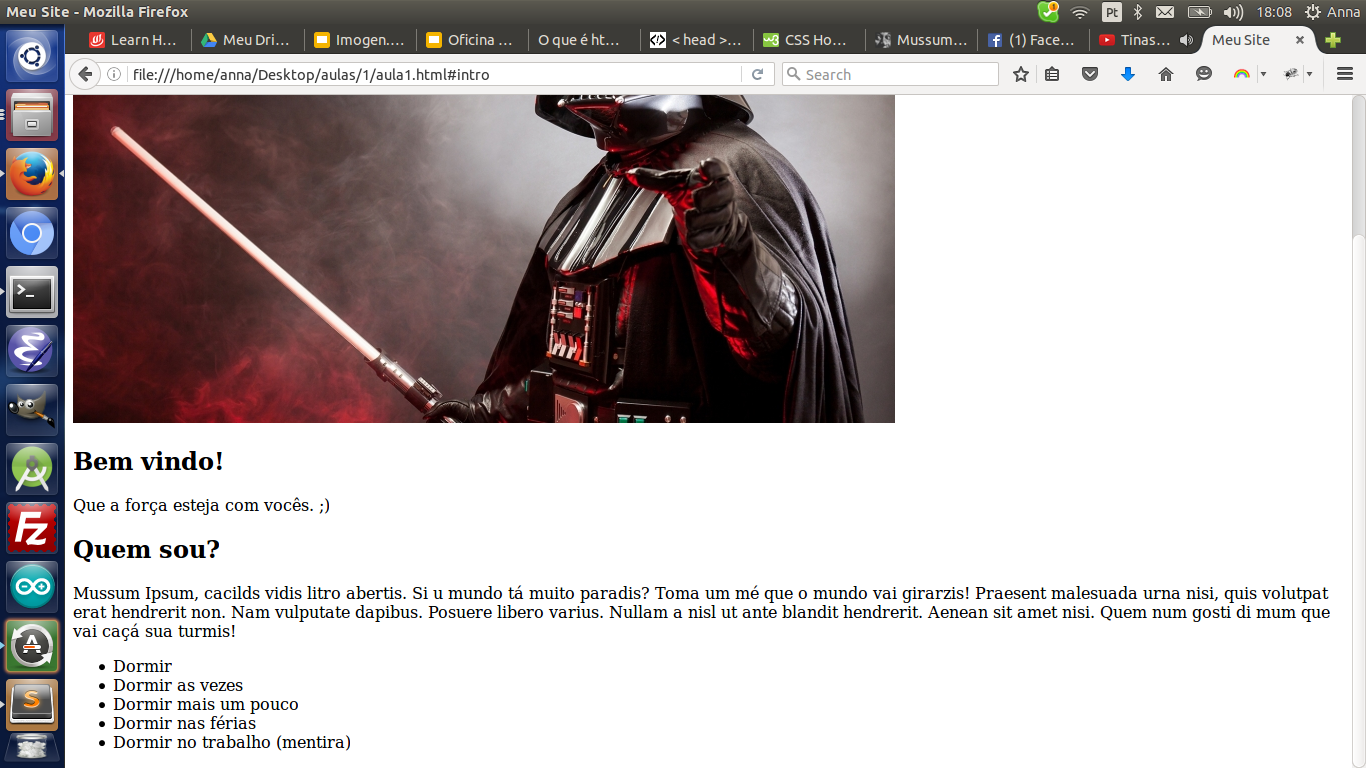 Meu Site - Mozilla Firefox
Pt
18:08
Anna
Learn H...
Meu Dri...
Imogen....
Oficina ...
O que é ht...
< head >...
CSS Ho...
Mussum...
(1) Face...
Tinas...
Meu Site
file:///home/anna/Desktop/aulas/1/aula1.html#intro
Search
Bem vindo!
Que a força esteja com vocês. ;)
Quem sou?
Mussum Ipsum, cacilds vidis litro abertis. Si u mundo tá muito paradis? Toma um mé que o mundo vai girarzis! Praesent malesuada urna nisi, quis volutpat
erat hendrerit non. Nam vulputate dapibus. Posuere libero varius. Nullam a nisl ut ante blandit hendrerit. Aenean sit amet nisi. Quem num gosti di mum que
vai caçá sua turmis!
Dormir
Dormir as vezes
Dormir mais um pouco
Dormir nas férias
Dormir no trabalho (mentira)